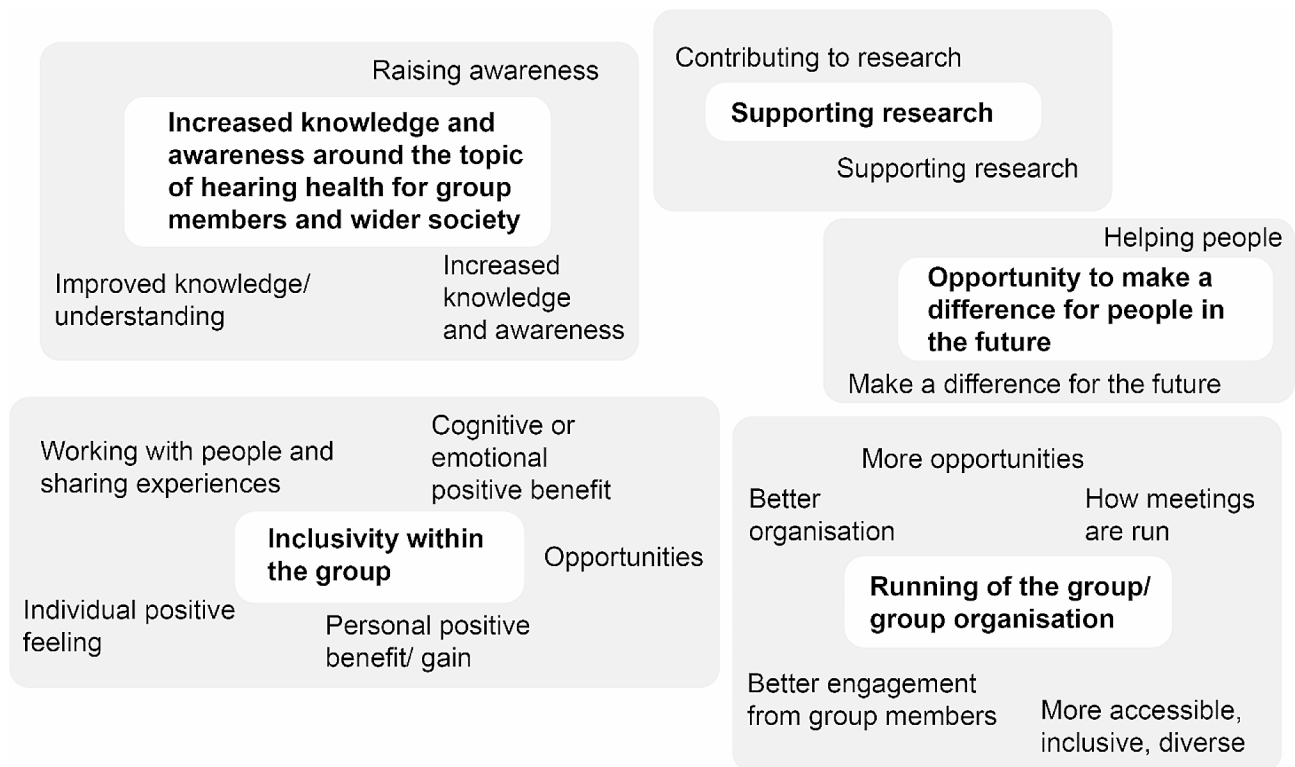 Raising awareness
Increased knowledge and
awareness around the topic
of hearing health for group
members and wider society
Improved knowledge/
understanding
Increased
knowledge
and awareness
Contributing to research
Supporting research
Supporting research
Helping people
Opportunity to make a
difference for people in
the future
Make a difference for the future
Working with people and
sharing experiences
Cognitive or
emotional
positive benefit
Inclusivity within
the group
Opportunities
Individual positive
feeling
Personal positive
benefit/ gain
More opportunities
Better
organisation
How meetings
are run
Running of the group/
group organisation
Better engagement
from group members
More accessible,
inclusive, diverse